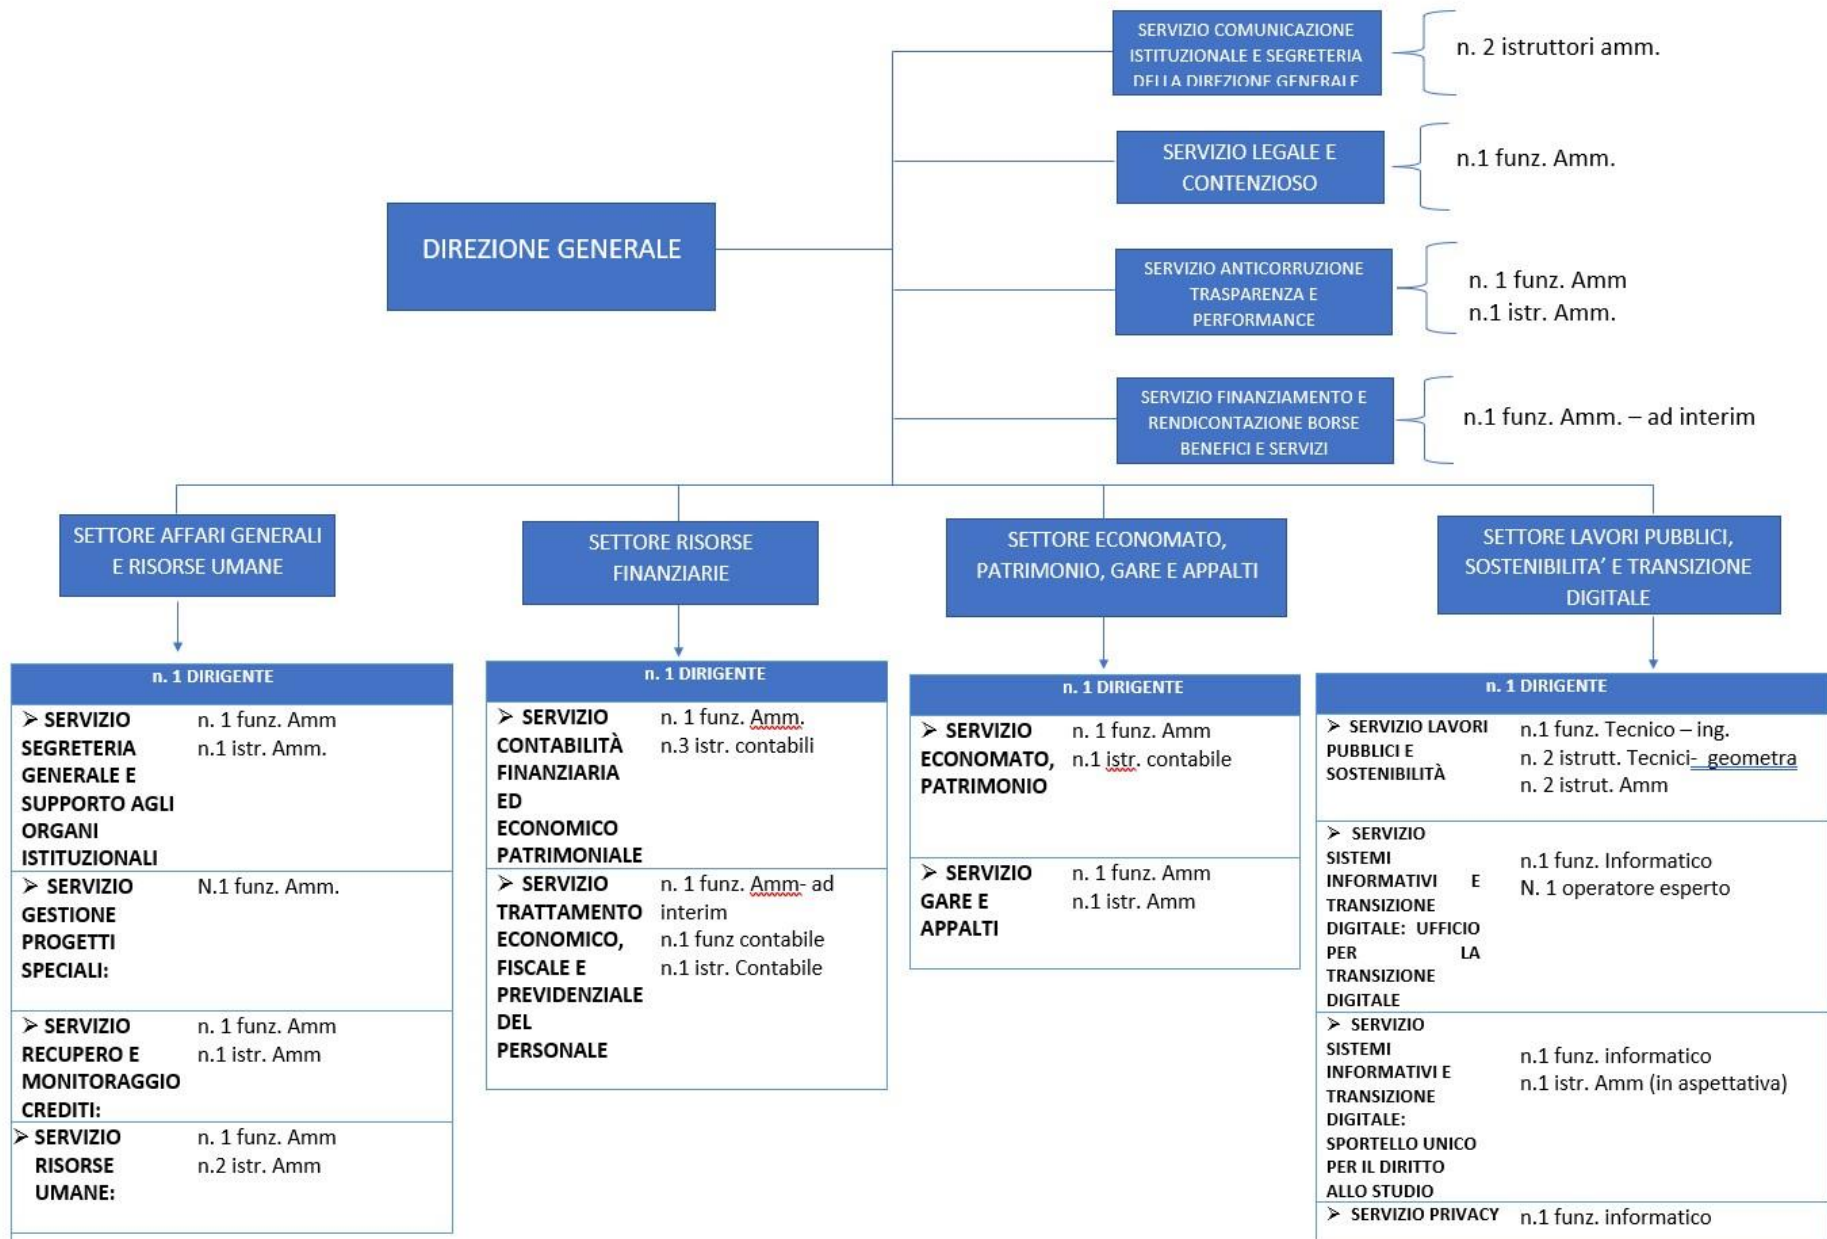 SERVIZIO COMUNICAZIONE
ISTITUZIONALE E SEGRETERIA
DELLA DIREZIONE GENERALE
n. 2 istruttori amm.
SERVIZIO LEGALE E
CONTENZIOSO
n.1 funz. Amm.
DIREZIONE GENERALE
SERVIZIO ANTICORRUZIONE
TRASPARENZA E
PERFORMANCE
n. 1 funz. Amm
n.1 istr. Amm.
SERVIZIO FINANZIAMENTO E
RENDICONTAZIONE BORSE
BENEFICI E SERVIZI
n.1 funz. Amm. – ad interim
SETTORE AFFARI GENERALI
E RISORSE UMANE
n. 1 DIRIGENTE
➢ SERVIZIO
SEGRETERIA
GENERALE E
SUPPORTO AGLI
ORGANI
ISTITUZIONALI
n. 1 funz. Amm
n.1 istr. Amm.
➢ SERVIZIO
GESTIONE
PROGETTI
SPECIALI:
N.1 funz. Amm.
➢ SERVIZIO
RECUPERO E
MONITORAGGIO
CREDITI:
n. 1 funz. Amm
n.1 istr. Amm
➢ SERVIZIO
RISORSE
UMANE:
n. 1 funz. Amm
n.2 istr. Amm
SETTORE RISORSE
FINANZIARIE
n. 1 DIRIGENTE
➢ SERVIZIO
CONTABILITÀ
FINANZIARIA
ED
ECONOMICO
PATRIMONIALE
n. 1 funz. Amm.
n.3 istr. contabili
➢ SERVIZIO
TRATTAMENTO
ECONOMICO,
FISCALE E
PREVIDENZIALE
DEL
PERSONALE
n. 1 funz. Amm- ad
interim
n.1 funz contabile
n.1 istr. Contabile
SETTORE ECONOMATO,
PATRIMONIO, GARE E APPALTI
n. 1 DIRIGENTE
➢ SERVIZIO
ECONOMATO,
PATRIMONIO
n. 1 funz. Amm
n.1 istr. contabile
➢ SERVIZIO
GARE E
APPALTI
n. 1 funz. Amm
n.1 istr. Amm
SETTORE LAVORI PUBBLICI,
SOSTENIBILITA’ E TRANSIZIONE
DIGITALE
n. 1 DIRIGENTE
➢ SERVIZIO LAVORI
PUBBLICI E
SOSTENIBILITÀ
n.1 funz. Tecnico – ing.
n. 2 istrutt. Tecnici- geometra
n. 2 istrut. Amm
➢ SERVIZIO
SISTEMI
INFORMATIVI E
TRANSIZIONE
DIGITALE: UFFICIO
PER LA
TRANSIZIONE
DIGITALE
n.1 funz. Informatico
N. 1 operatore esperto
➢ SERVIZIO
SISTEMI
INFORMATIVI E
TRANSIZIONE
DIGITALE:
SPORTELLO UNICO
PER IL DIRITTO
ALLO STUDIO
n.1 funz. informatico
n.1 istr. Amm (in aspettativa)
➢ SERVIZIO PRIVACY
n.1 funz. informatico